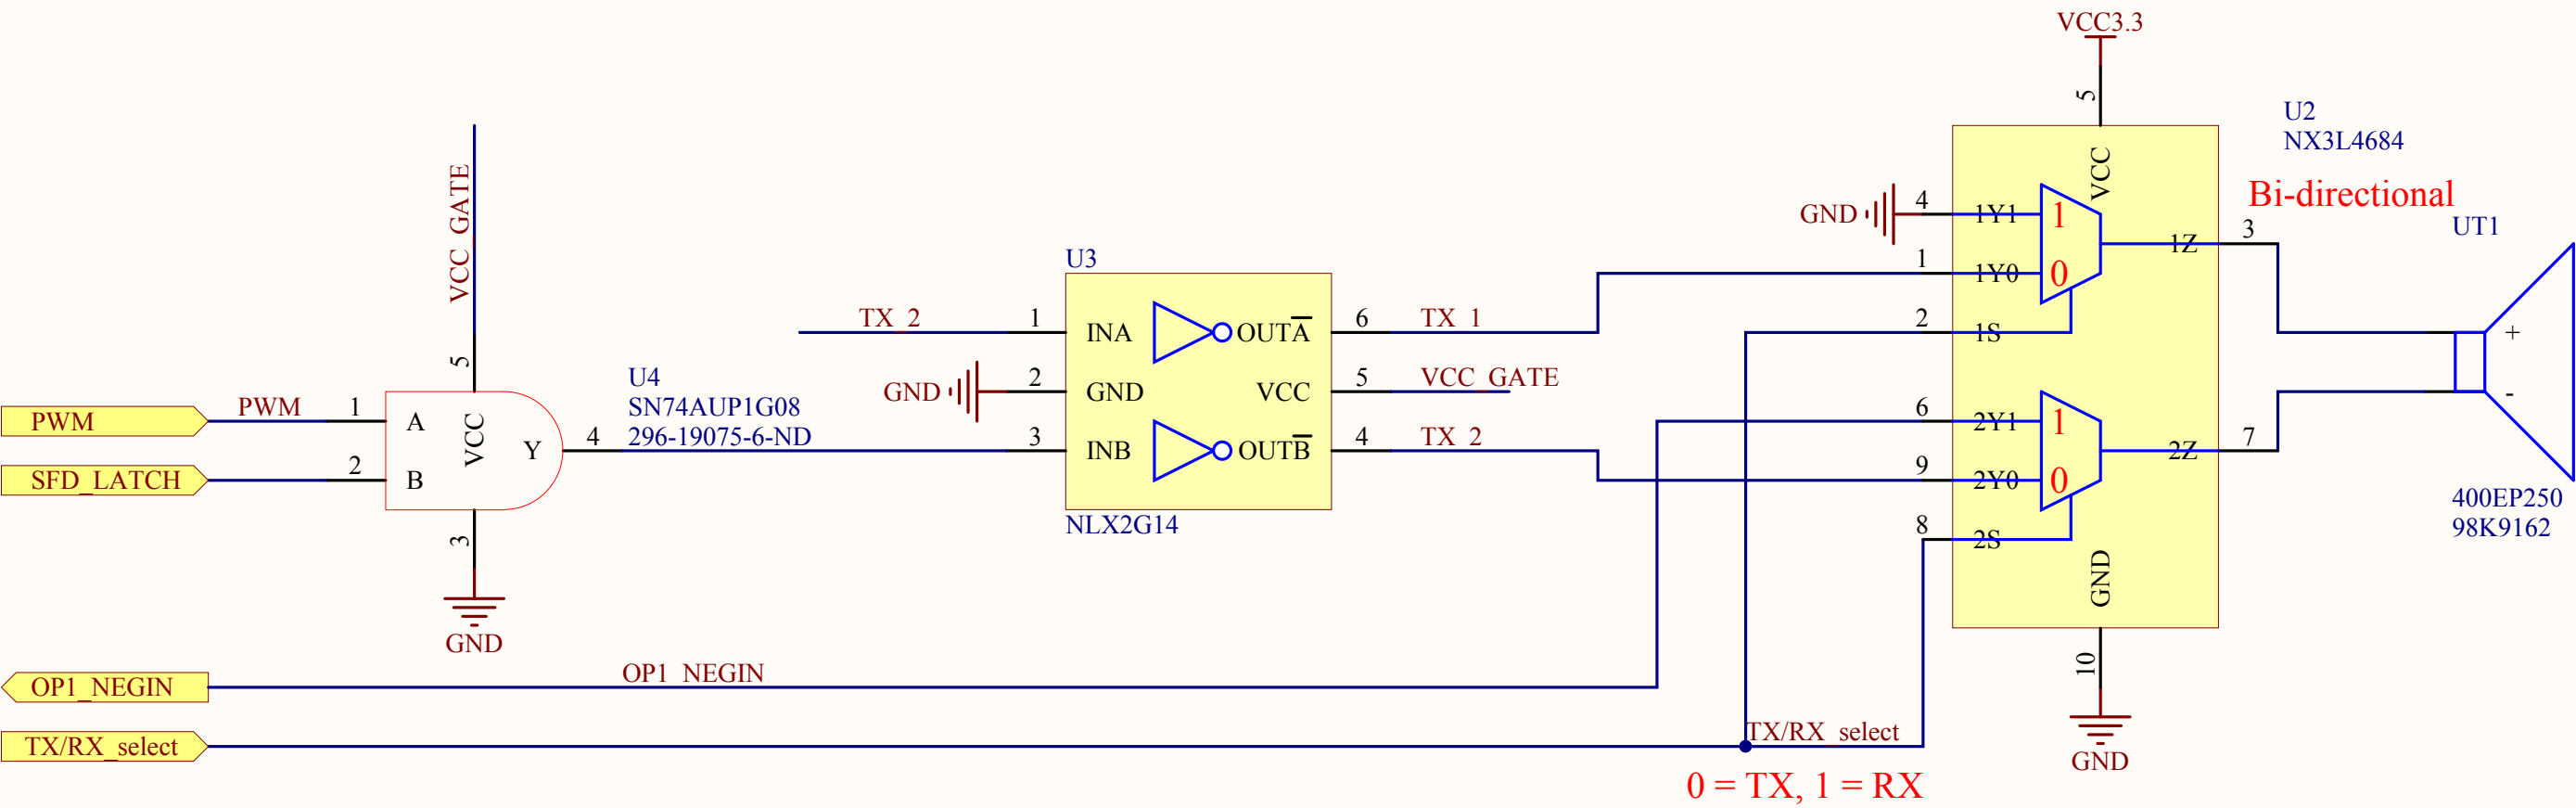 VCC3.3
5
U2
NX3L4684
Bi-directional
UT1
VCC
VCC_GATE
5
VCC
GND
4
1Y1
1
1Z
3
1
1Y0
0
2
1S
U3
TX_2
1
INA
OUTA
6
TX_1
GND
2
GND
VCC
5
VCC_GATE
3
INB
OUTB
4
TX_2
NLX2G14
+
-
400EP250
98K9162
U4
SN74AUP1G08
296-19075-6-ND
PWM
PWM
1
A
Y
4
SFD_LATCH
2
B
3
GND
6
2Y1
1
2Z
7
9
2Y0
0
8
2S
GND
10
GND
OP1_NEGIN
OP1_NEGIN
TX/RX_select
TX/RX_select
0 = TX, 1 = RX